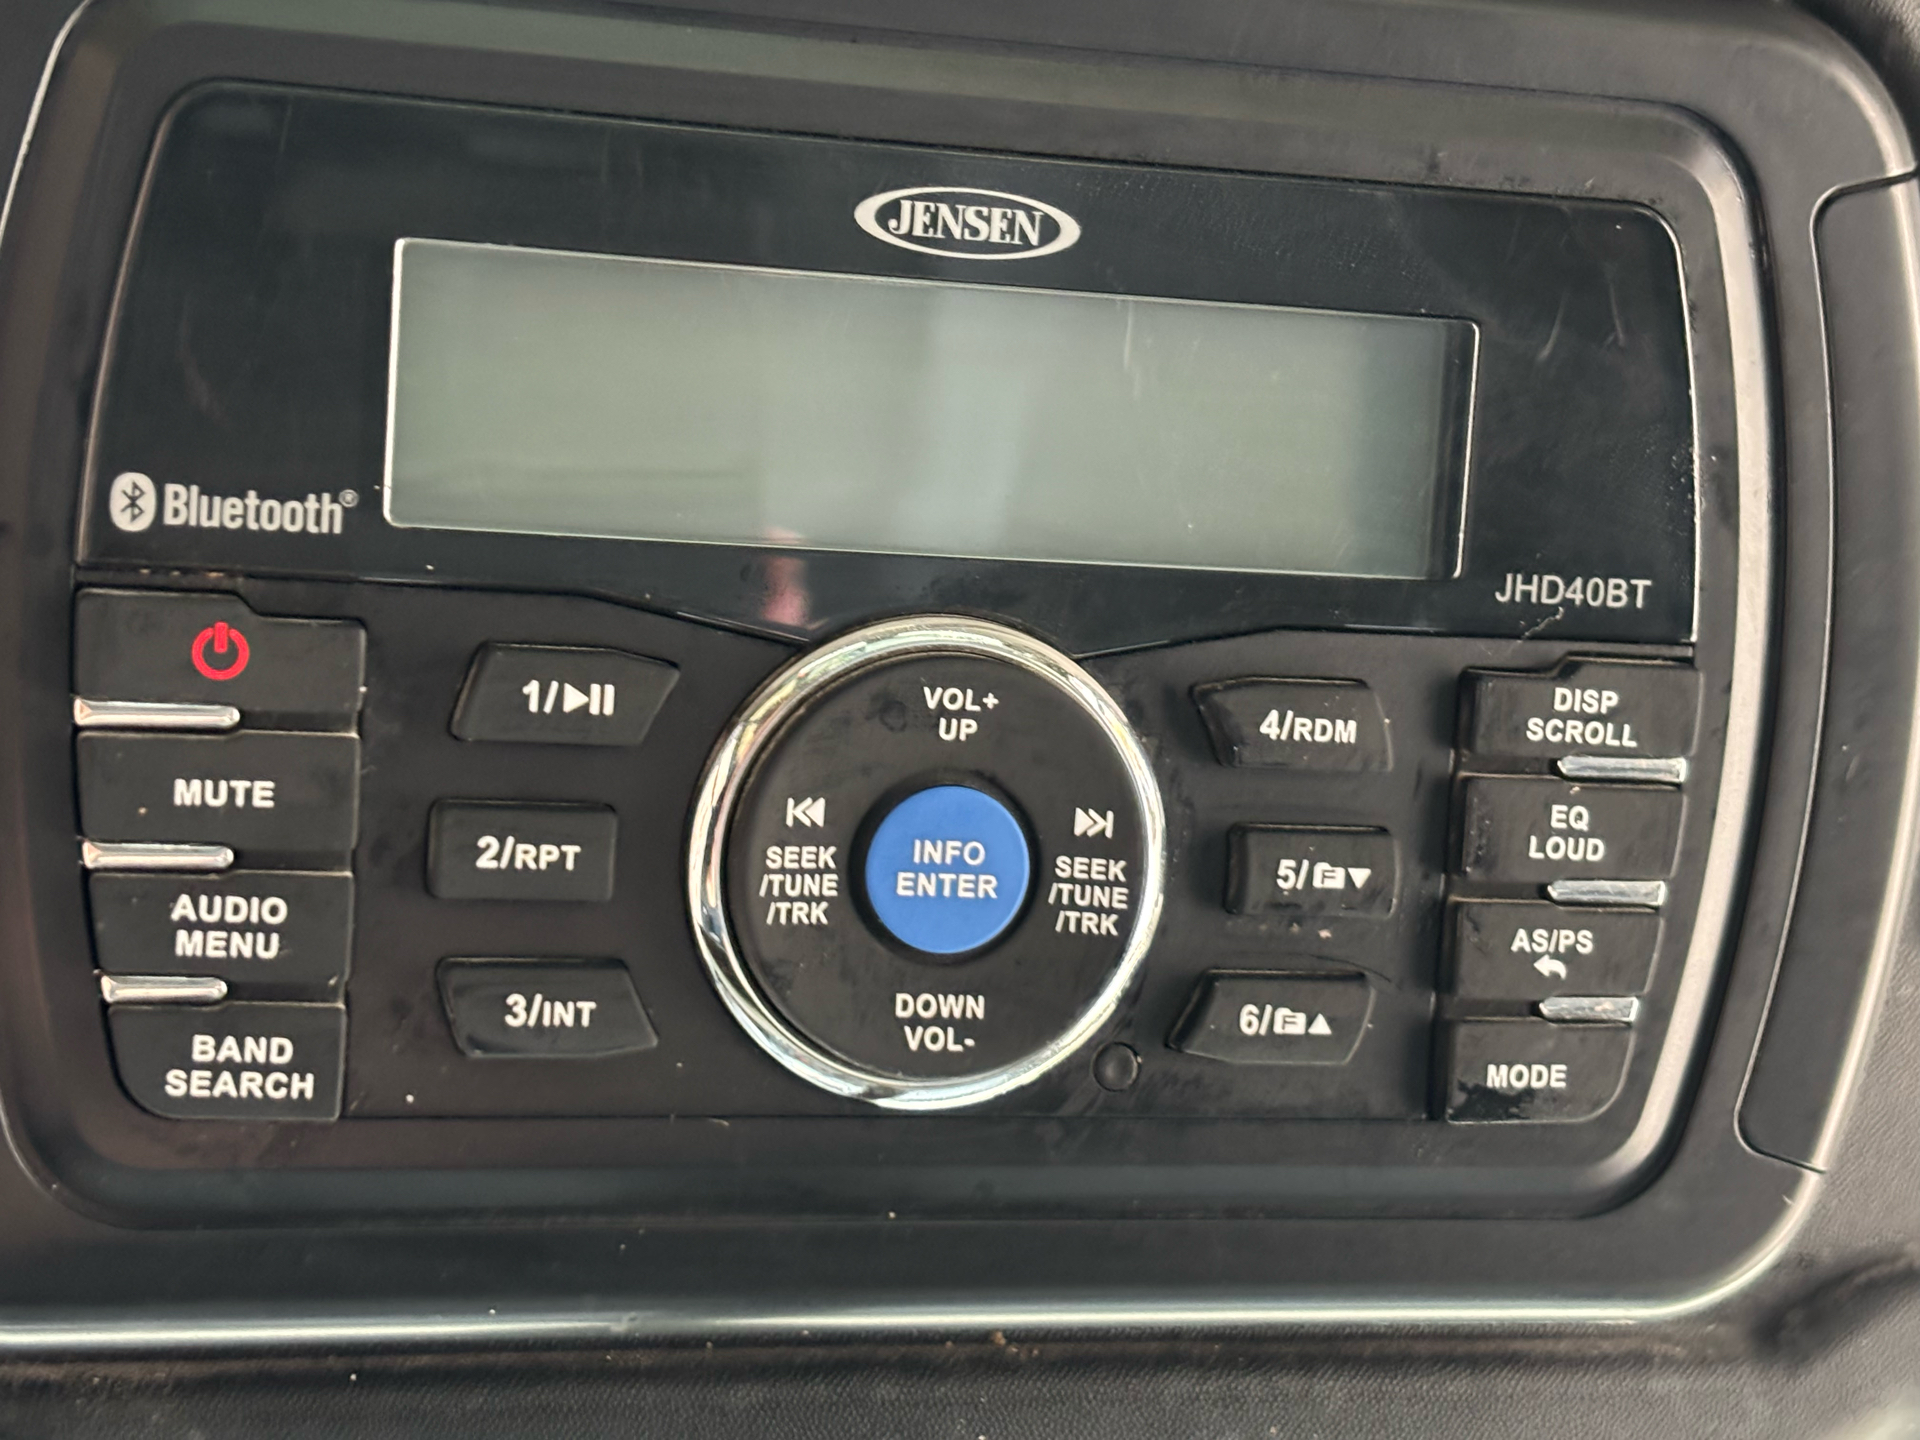 JENSEN
Bluetooth®
JHD40BT
MUTE
AUDIO
MENU
BAND
SEARCH
1/
2/RPT
3/INT
VOL+
UP
SEEK
/TUNE
/TRK
INFO
ENTER
SEEK
/TUNE
/TRK
DOWN
VOL-
4/RDM
5/F▼
6/F▲
DISP
SCROLL
EQ
LOUD
AS/PS
MODE